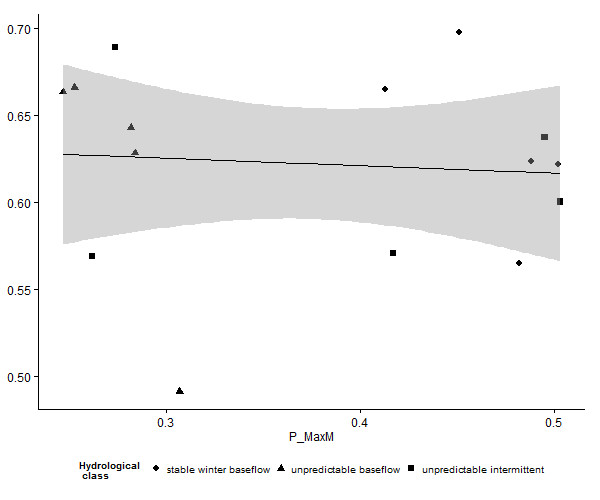 0.70
0.65
0.60
0.55
0.50
0.3 0.4 0.5
P_MaxM
Hydrological
class
stable winter baseflow unpredictable baseflow unpredictable intermittent